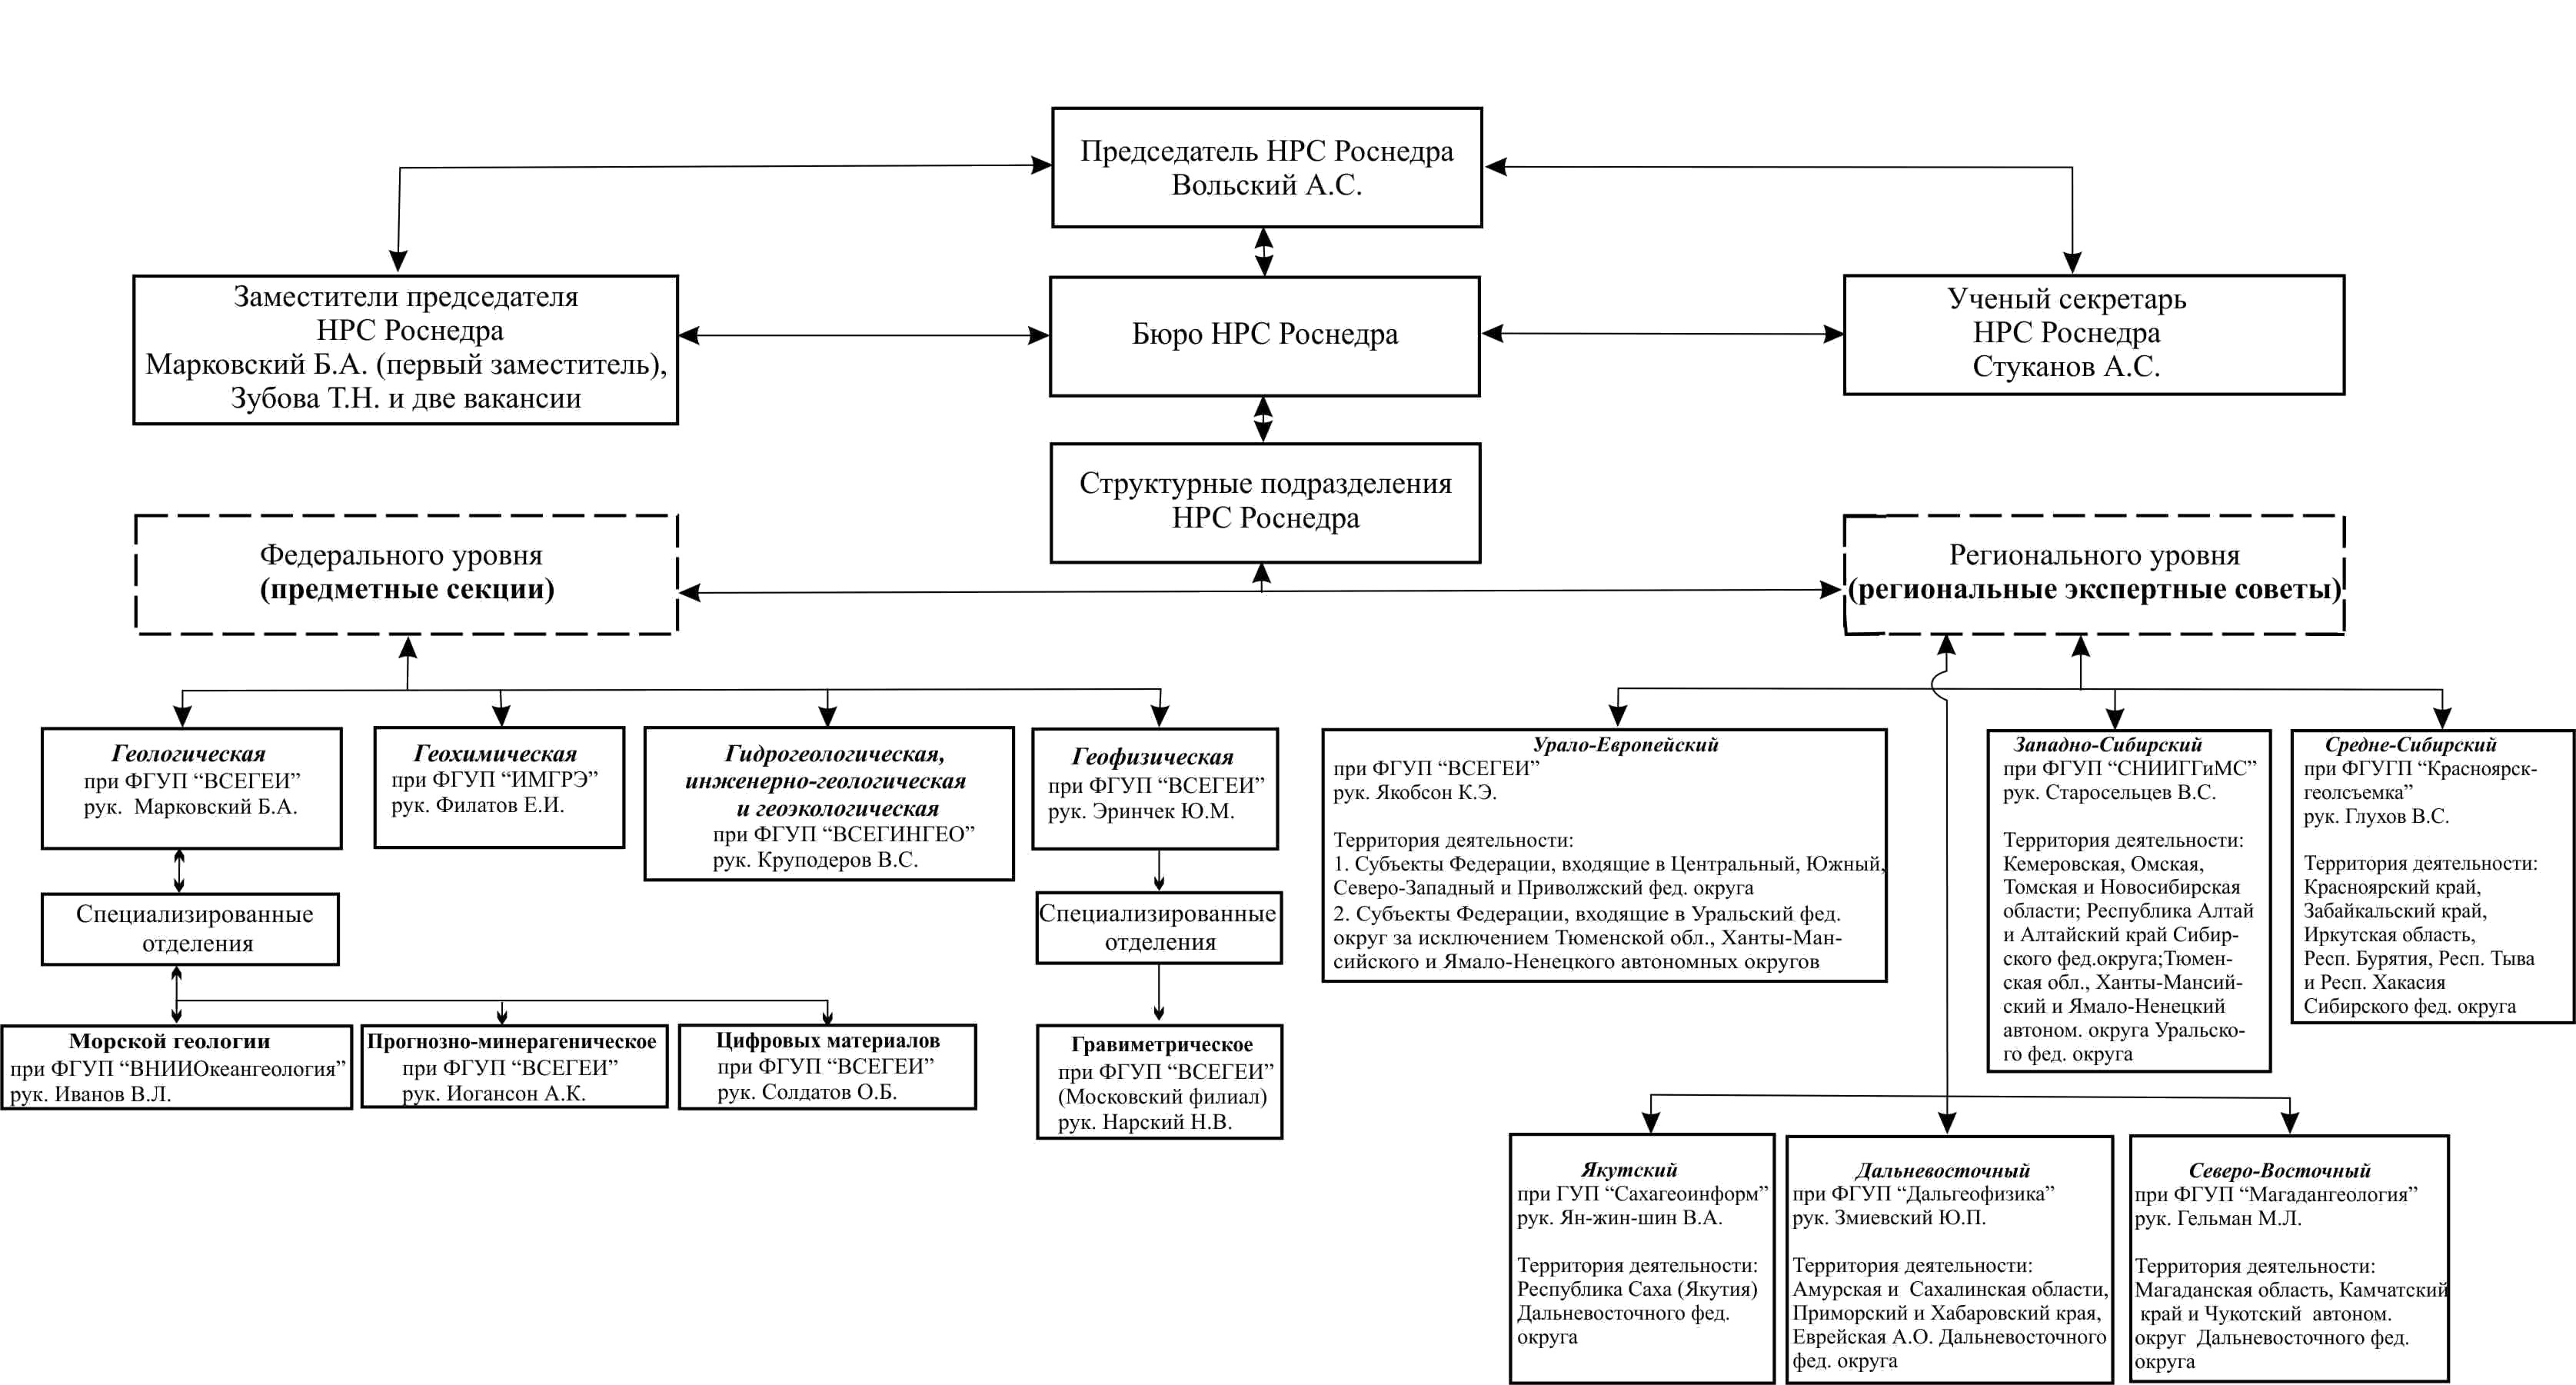 Председатель НРС Роснедра
Вольский А.С.
Заместители председателя
НРС Роснедра
Марковский Б.А. (первый заместитель),
Зубова Т.Н. и две вакансии
Бюро НРС Роснедра
Ученый секретарь
НРС Роснедра
Стуканов А.С.
Структурные подразделения
НРС Роснедра
Федерального уровня
(предметные секции)
Регионального уровня
(региональные экспертные советы)
Геологическая
при ФГУП “ВСЕГЕИ”
рук. Марковский Б.А.
Геохимическая
при ФГУП “ИМГРЭ”
рук. Филатов Е.И.
Гидрогеологическая,
инженерно-геологическая
и геоэкологическая
при ФГУП “ВСЕГИНГЕО”
рук. Круподеров В.С.
Геофизическая
при ФГУП “ВСЕГЕИ”
рук. Эринчек Ю.М.
Урало-Европейский
при ФГУП “ВСЕГЕИ”
рук. Якобсон К.Э.
Территория деятельности:
1. Субъекты Федерации, входящие в Центральный, Южный,
Северо-Западный и Приволжский фед. округа
2. Субъекты Федерации, входящие в Уральский фед.
округ за исключением Тюменской обл., Ханты-Ман-
сийского и Ямало-Ненецкого автономных округов
Западно-Сибирский
при ФГУП “СНИИГГиМС”
рук. Старосельцев В.С.
Территория деятельности:
Кемеровская, Омская,
Томская и Новосибирская
области; Республика Алтай
и Алтайский край Сибир-
ского фед.округа;Тюмен-
ская обл., Ханты-Мансий-
ский и Ямало-Ненецкий
автоном. округа Уральско-
го фед. округа
Средне-Сибирский
при ФГУГП “Красноярск-
геолсъемка”
рук. Глухов В.С.
Территория деятельности:
Красноярский край,
Забайкальский край,
Иркутская область,
Респ. Бурятия, Респ. Тыва
и Респ. Хакасия
Сибирского фед. округа
Специализированные
отделения
Специализированные
отделения
Морской геологии
при ФГУП “ВНИИОкеангеология”
рук. Иванов В.Л.
Прогнозно-минерагеническое
при ФГУП “ВСЕГЕИ”
рук. Иогансон А.К.
Цифровых материалов
при ФГУП “ВСЕГЕИ”
рук. Солдатов О.Б.
Гравиметрическое
при ФГУП “ВСЕГЕИ”
(Московский филиал)
рук. Нарский Н.В.
Якутский
при ГУП “Сахагеоинформ”
рук. Ян-жин-шин В.А.
Территория деятельности:
Республика Саха (Якутия)
Дальневосточного фед.
округа
Дальневосточный
при ФГУП “Дальгеофизика”
рук. Змиевский Ю.П.
Территория деятельности:
Амурская и Сахалинская области,
Приморский и Хабаровский края,
Еврейская А.О. Дальневосточного
фед. округа
Северо-Восточный
при ФГУП “Магадангеология”
рук. Гельман М.Л.
Территория деятельности:
Магаданская область, Камчатский
край и Чукотский автоном.
округ Дальневосточного фед.
округа